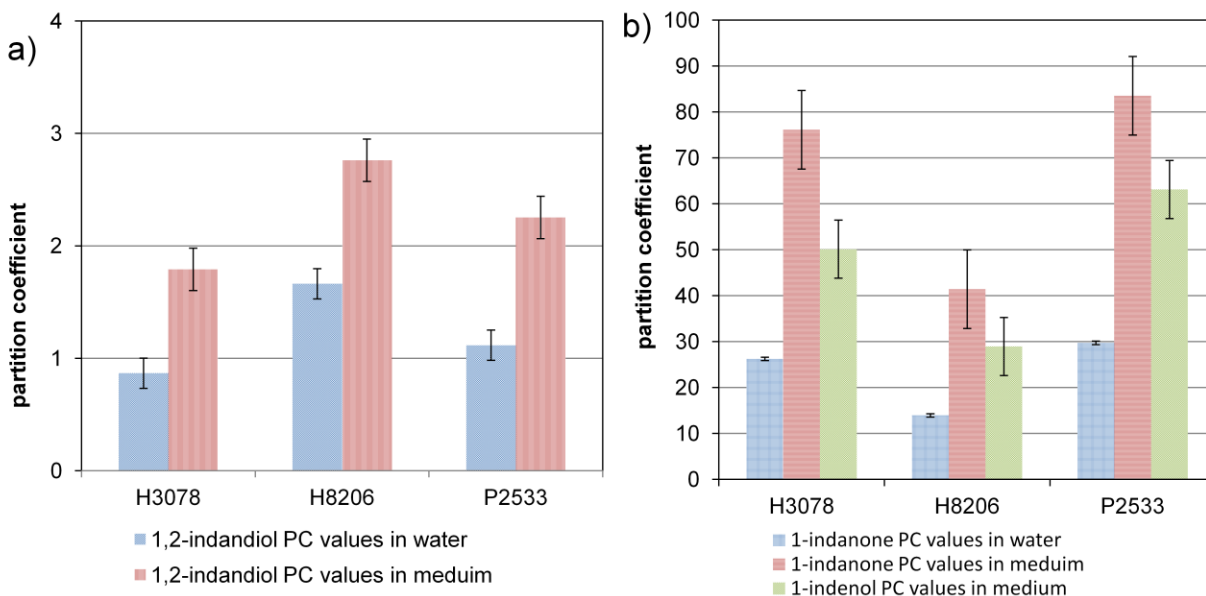 a)
partition coefficient
4
3
2
1
0
H3078 H8206 P2533
1,2-indandiol PC values in water
1,2-indandiol PC values in meduim
b)
partition coefficient
100
90
80
70
60
50
40
30
20
10
0
H3078 H8206 P2533
1-indanone PC values in water
1-indanone PC values in meduim
1-indenol PC values in medium